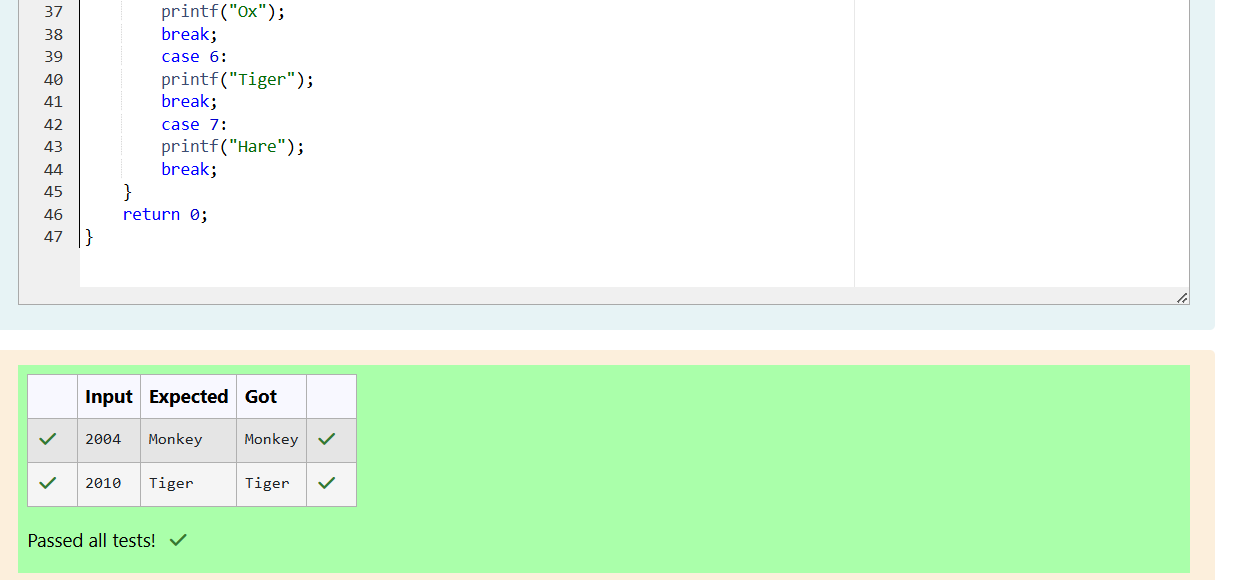 37 printf("Ox");
38 break;
39 case 6:
40 printf("Tiger");
41 break;
42 case 7:
43 printf("Hare");
44 break;
45 }
46 return 0;
47 }
Input Expected Got
2004 Monkey Monkey
2010 Tiger Tiger
Passed all tests!